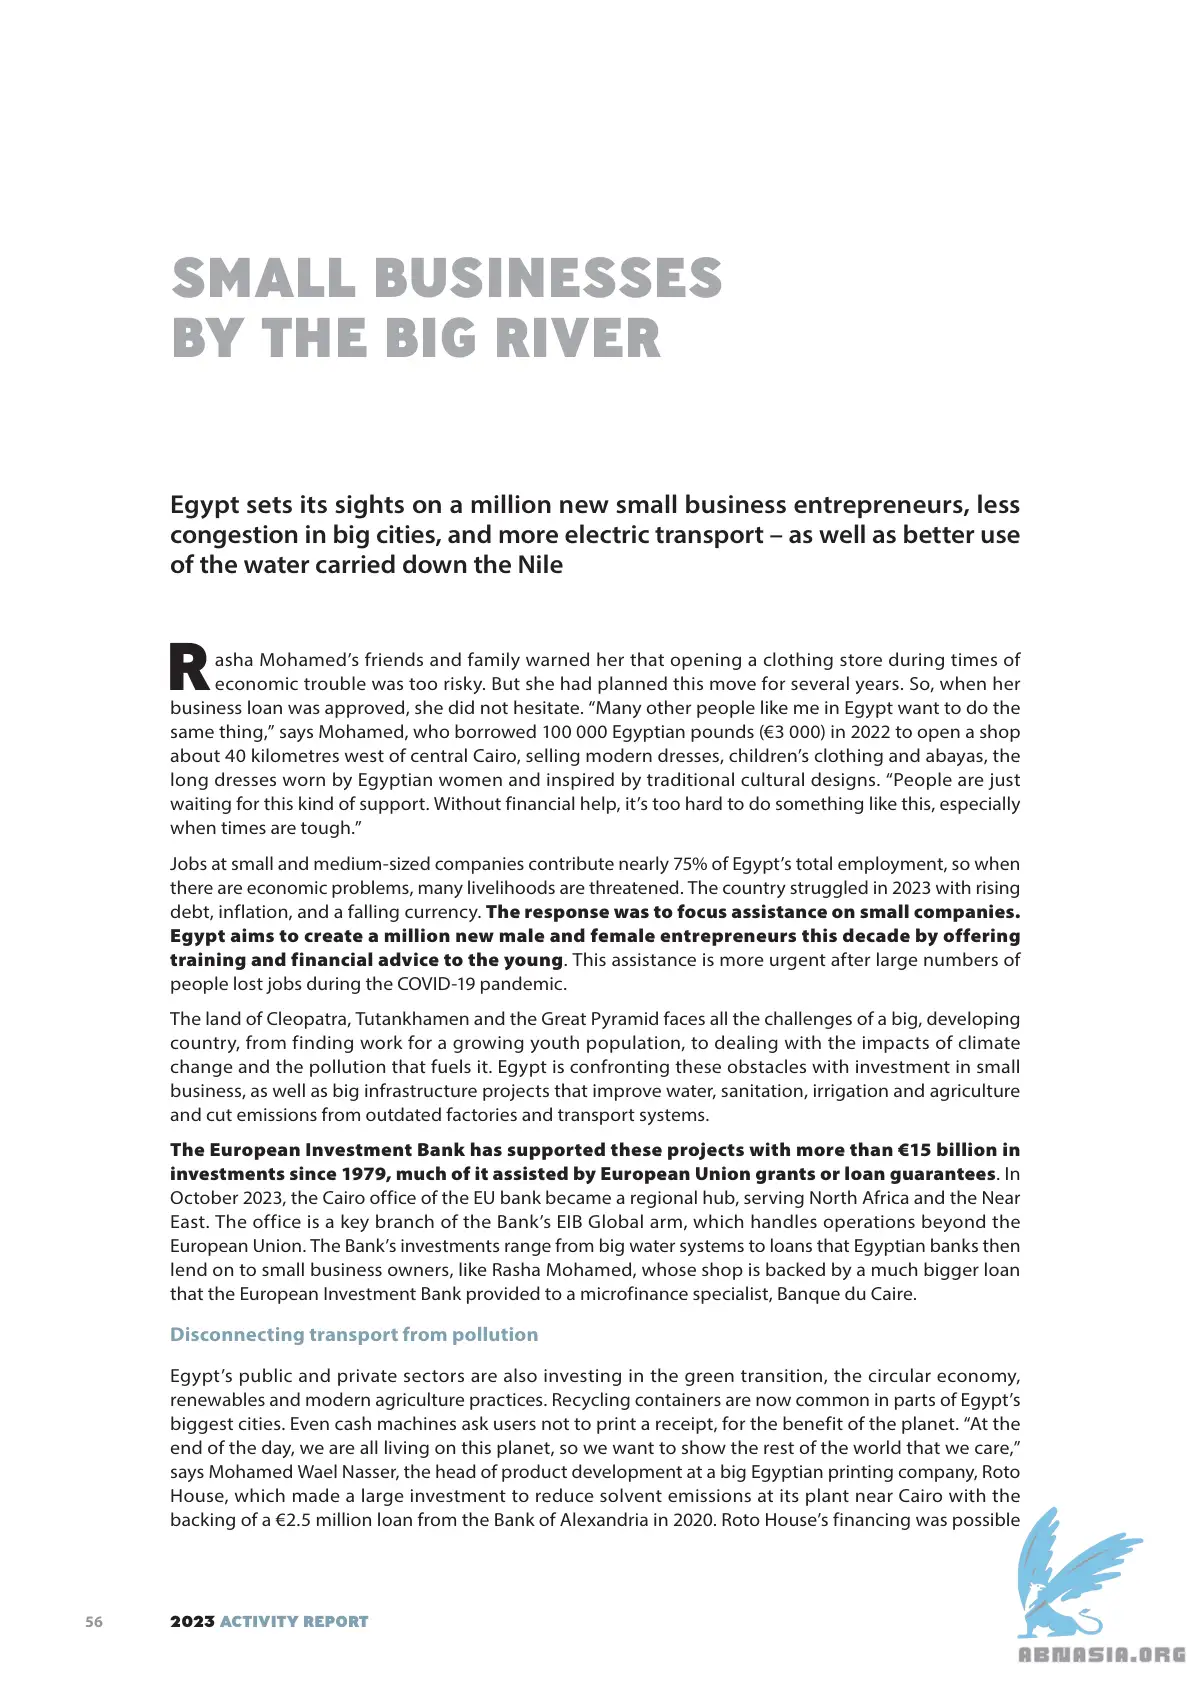 SMALL BUSINESSES
BY THE BIG RIVER
Egypt sets its sights on a million new small business entrepreneurs, less
congestion in big cities, and more electric transport – as well as better use
of the water carried down the Nile
Rasha Mohamed’s friends and family warned her that opening a clothing store during times of
economic trouble was too risky. But she had planned this move for several years. So, when her
business loan was approved, she did not hesitate. “Many other people like me in Egypt want to do the
same thing,” says Mohamed, who borrowed 100 000 Egyptian pounds (€3 000) in 2022 to open a shop
about 40 kilometres west of central Cairo, selling modern dresses, children’s clothing and abayas, the
long dresses worn by Egyptian women and inspired by traditional cultural designs. “People are just
waiting for this kind of support. Without financial help, it’s too hard to do something like this, especially
when times are tough.”
Jobs at small and medium-sized companies contribute nearly 75% of Egypt’s total employment, so when
there are economic problems, many livelihoods are threatened. The country struggled in 2023 with rising
debt, inflation, and a falling currency. The response was to focus assistance on small companies.
Egypt aims to create a million new male and female entrepreneurs this decade by offering
training and financial advice to the young. This assistance is more urgent after large numbers of
people lost jobs during the COVID-19 pandemic.
The land of Cleopatra, Tutankhamen and the Great Pyramid faces all the challenges of a big, developing
country, from finding work for a growing youth population, to dealing with the impacts of climate
change and the pollution that fuels it. Egypt is confronting these obstacles with investment in small
business, as well as big infrastructure projects that improve water, sanitation, irrigation and agriculture
and cut emissions from outdated factories and transport systems.
The European Investment Bank has supported these projects with more than €15 billion in
investments since 1979, much of it assisted by European Union grants or loan guarantees. In
October 2023, the Cairo office of the EU bank became a regional hub, serving North Africa and the Near
East. The office is a key branch of the Bank’s EIB Global arm, which handles operations beyond the
European Union. The Bank’s investments range from big water systems to loans that Egyptian banks then
lend on to small business owners, like Rasha Mohamed, whose shop is backed by a much bigger loan
that the European Investment Bank provided to a microfinance specialist, Banque du Caire.
Disconnecting transport from pollution
Egypt’s public and private sectors are also investing in the green transition, the circular economy,
renewables and modern agriculture practices. Recycling containers are now common in parts of Egypt’s
biggest cities. Even cash machines ask users not to print a receipt, for the benefit of the planet. “At the
end of the day, we are all living on this planet, so we want to show the rest of the world that we care,”
says Mohamed Wael Nasser, the head of product development at a big Egyptian printing company, Roto
House, which made a large investment to reduce solvent emissions at its plant near Cairo with the
backing of a €2.5 million loan from the Bank of Alexandria in 2020. Roto House’s financing was possible
56 2023 ACTIVITY REPORT
ABNASIA.ORG